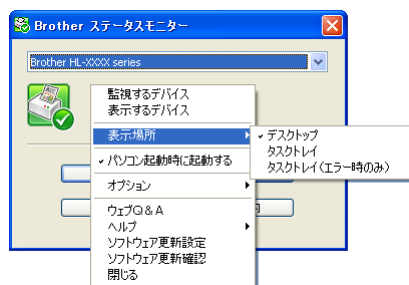 Brother ステータスモニター
Brother HL-XXXX series
監視するデバイス
表示するデバイス
表示場所
デスクトップ
タスクトレイ
タスクトレイ(エラー時のみ)
パソコン起動時に起動する
オプション
ウェブQ&A
ヘルプ
ソフトウェア更新設定
ソフトウェア更新確認
閉じる